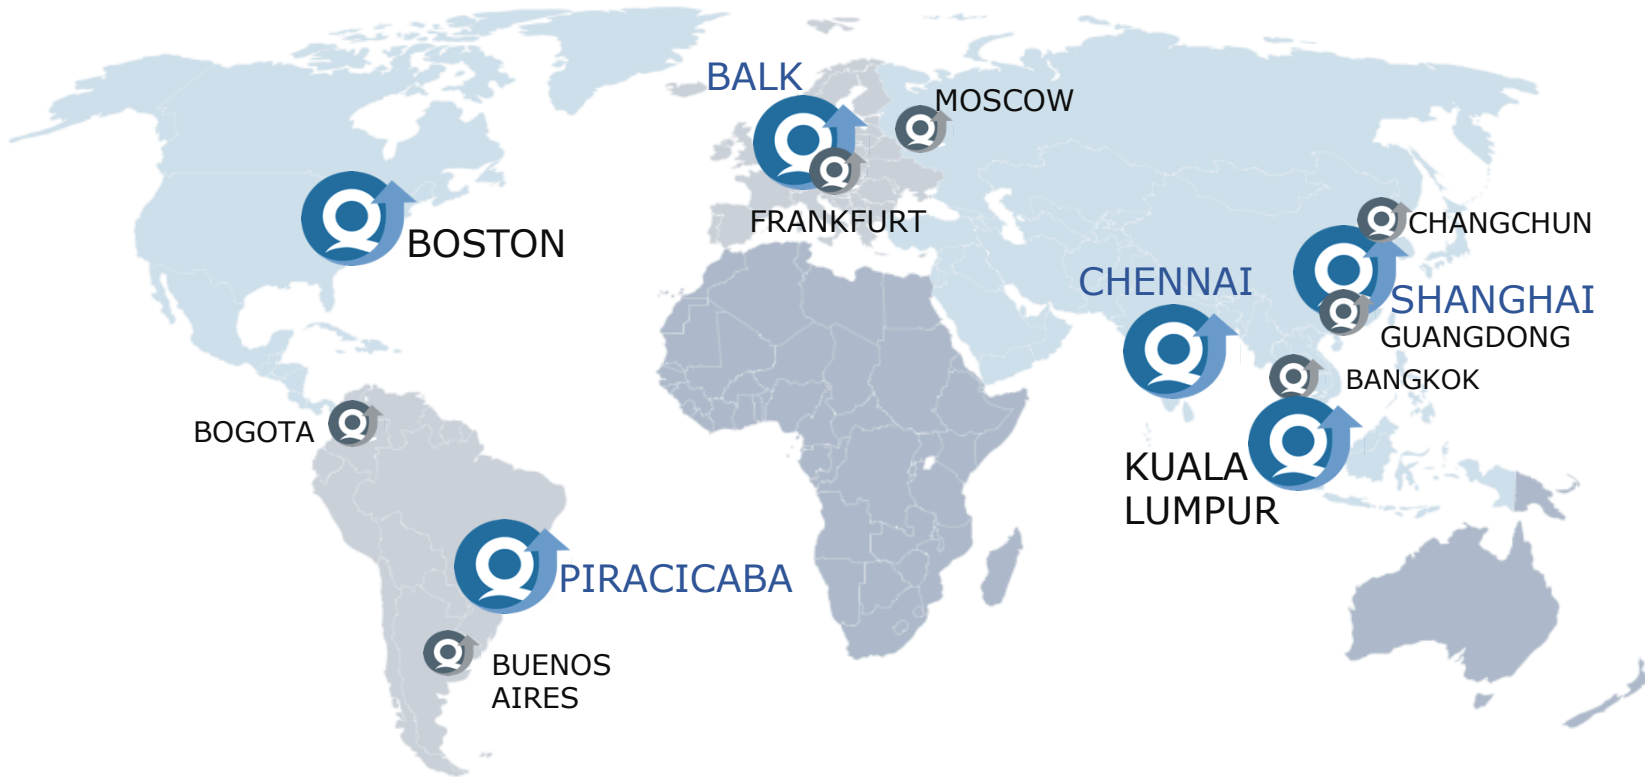 BALK
MOSCOW
BOSTON
FRANKFURT
CHANGCHUN
CHENNAI
SHANGHAI
GUANGDONG
BANGKOK
BOGOTA
KUALA
LUMPUR
PIRACICABA
BUENOS
AIRES